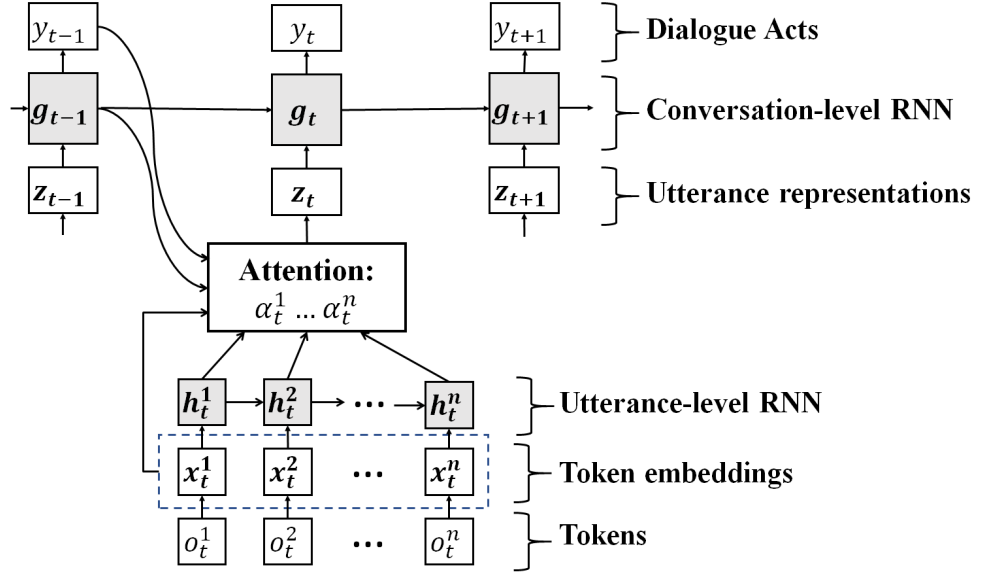 y_{t−1} y_t y_{t+1} Dialogue Acts
g_{t−1} g_t g_{t+1} Conversation-level RNN
z_{t−1} z_t z_{t+1} Utterance representations
Attention:
α_t^1 … α_t^n
h_t^1 h_t^2 … h_t^n Utterance-level RNN
x_t^1 x_t^2 … x_t^n Token embeddings
o_t^1 o_t^2 … o_t^n Tokens